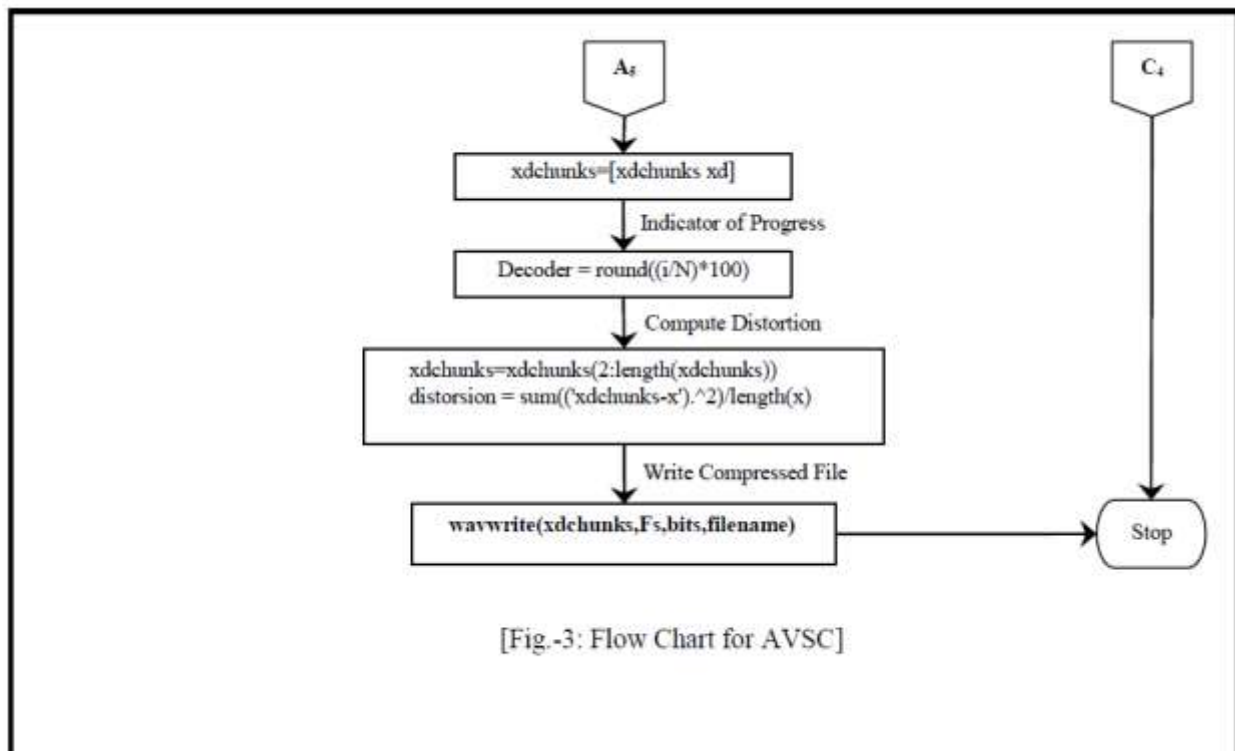 A₅
C₄
xdchunks=[xdchunks xd]
Indicator of Progress
Decoder = round((i/N)*100)
Compute Distortion
xdchunks=xdchunks(2:length(xdchunks))
distorsion = sum(('xdchunks-x').^2)/length(x)
Write Compressed File
wavwrite(xdchunks,Fs,bits,filename)
Stop
[Fig.-3: Flow Chart for AVSC]